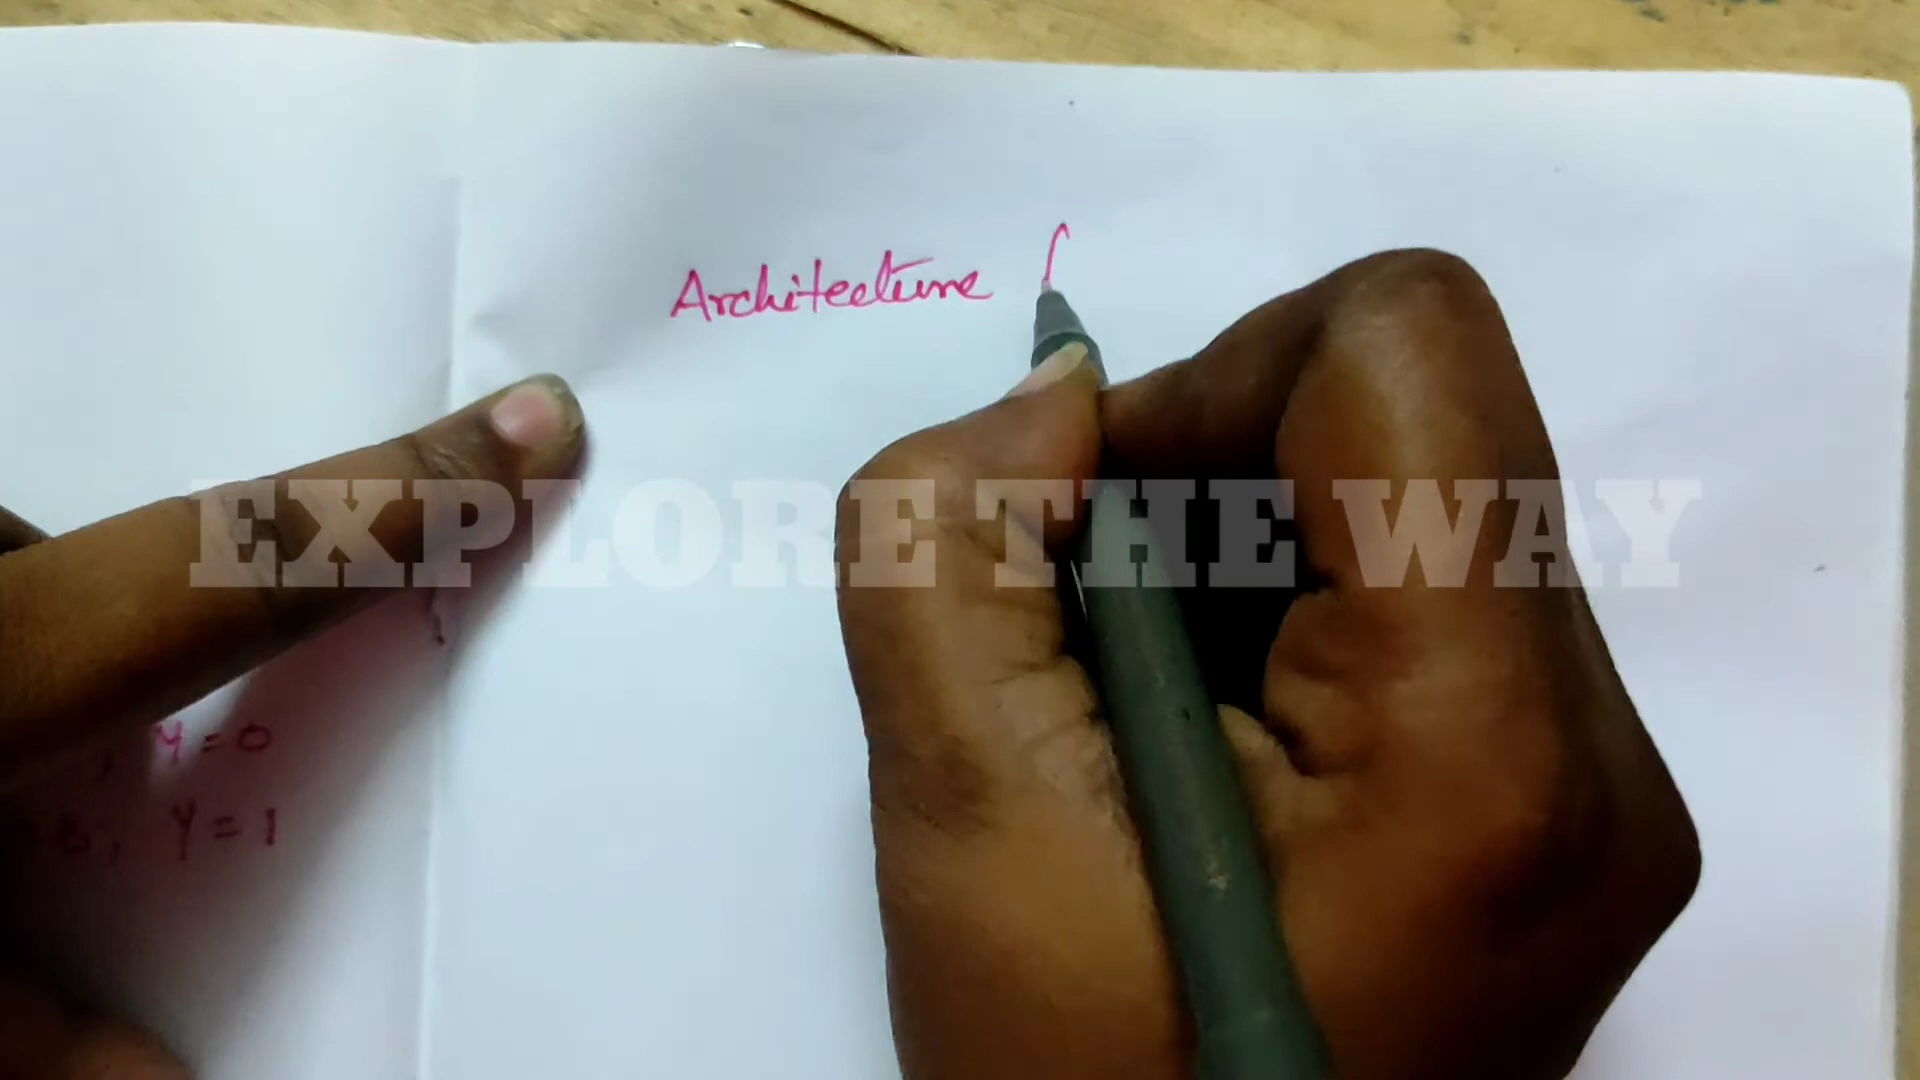 Architecture
EXPLORE THE WAY
Y = 0
, Y = 1